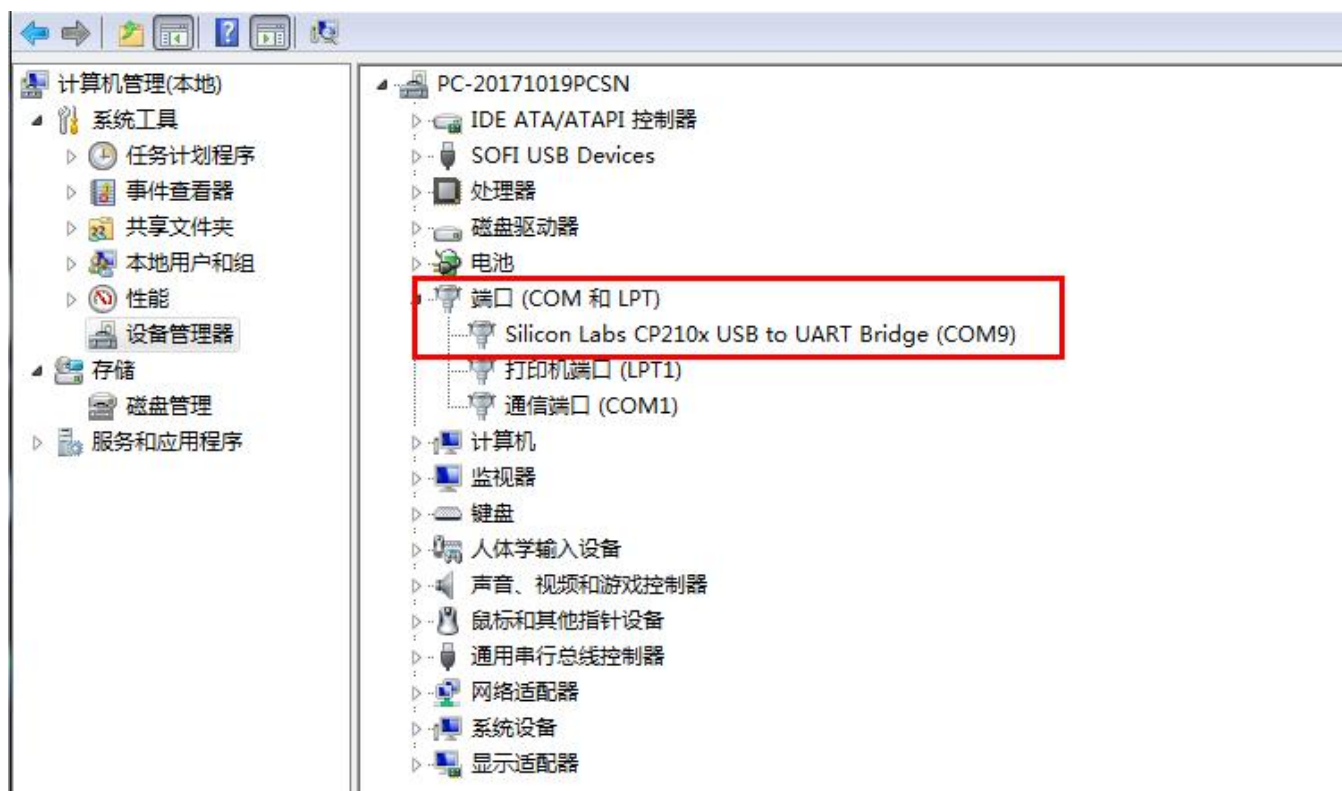 计算机管理(本地)
系统工具
任务计划程序
事件查看器
共享文件夹
本地用户和组
性能
设备管理器
存储
磁盘管理
服务和应用程序
PC-20171019PCSN
IDE ATA/ATAPI 控制器
SOFI USB Devices
处理器
磁盘驱动器
电池
端口 (COM 和 LPT)
Silicon Labs CP210x USB to UART Bridge (COM9)
打印机端口 (LPT1)
通信端口 (COM1)
计算机
监视器
键盘
人体学输入设备
声音、视频和游戏控制器
鼠标和其他指针设备
通用串行总线控制器
网络适配器
系统设备
显示适配器